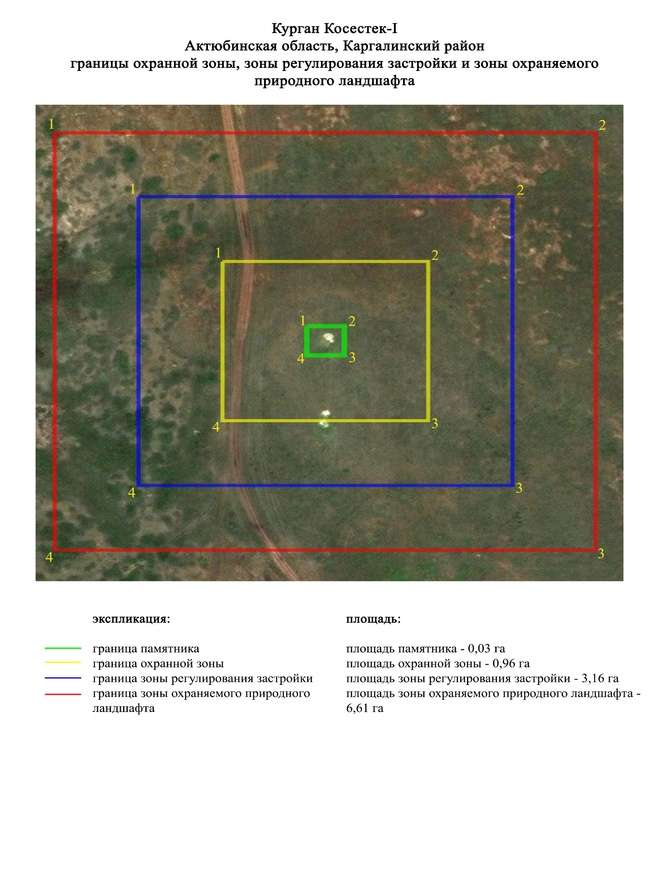 Курган Косестек-I
Актюбинская область, Каргалинский район
границы охранной зоны, зоны регулирования застройки и зоны охраняемого
природного ландшафта
1 2
1 2
1 2
1 2
4 3
4 3
4 3
4 3
экспликация:
граница памятника
граница охранной зоны
граница зоны регулирования застройки
граница зоны охраняемого природного
ландшафта
площадь:
площадь памятника - 0,03 га
площадь охранной зоны - 0,96 га
площадь зоны регулирования застройки - 3,16 га
площадь зоны охраняемого природного ландшафта -
6,61 га